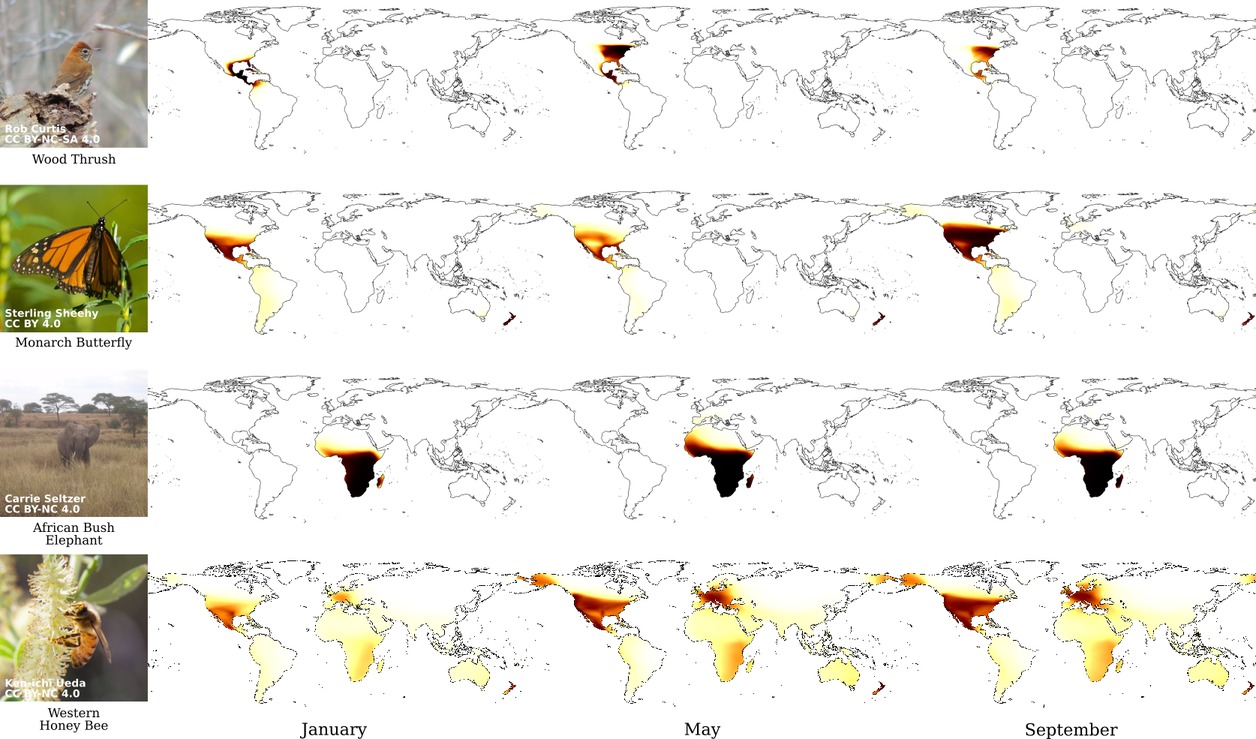 Rob Curtis
CC BY-NC-SA 4.0
Wood Thrush
Sterling Sheehy
CC BY 4.0
Monarch Butterfly
Carrie Seltzer
CC BY-NC 4.0
African Bush
Elephant
Ken-ichi Ueda
CC BY-NC 4.0
Western
Honey Bee
January
May
September